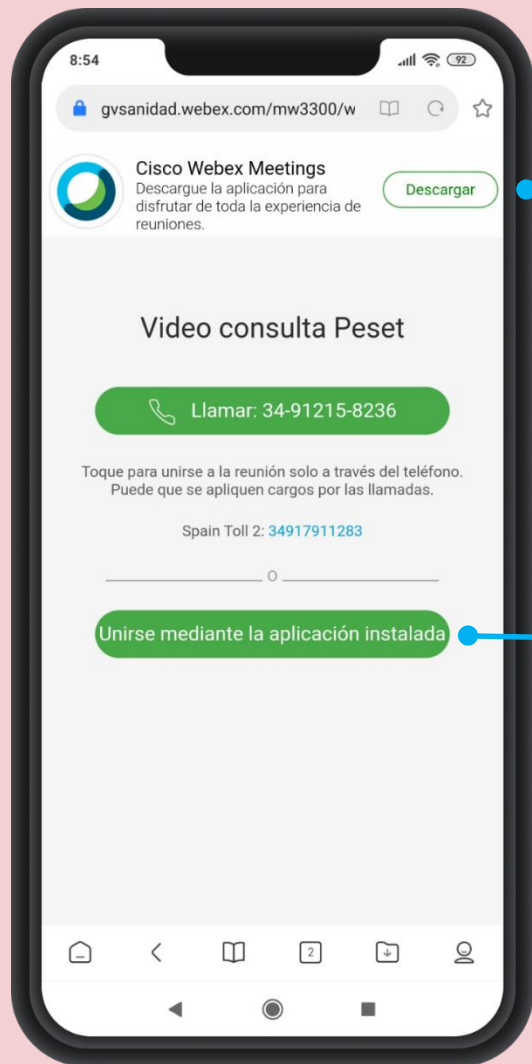 8:54
92
gvsanidad.webex.com/mw3300/w
Cisco Webex Meetings
Descargue la aplicación para
disfrutar de toda la experiencia de
reuniones.
Descargar
Video consulta Peset
Llamar: 34-91215-8236
Toque para unirse a la reunión solo a través del teléfono.
Puede que se apliquen cargos por las llamadas.
Spain Toll 2: 34917911283
O
Unirse mediante la aplicación instalada
2